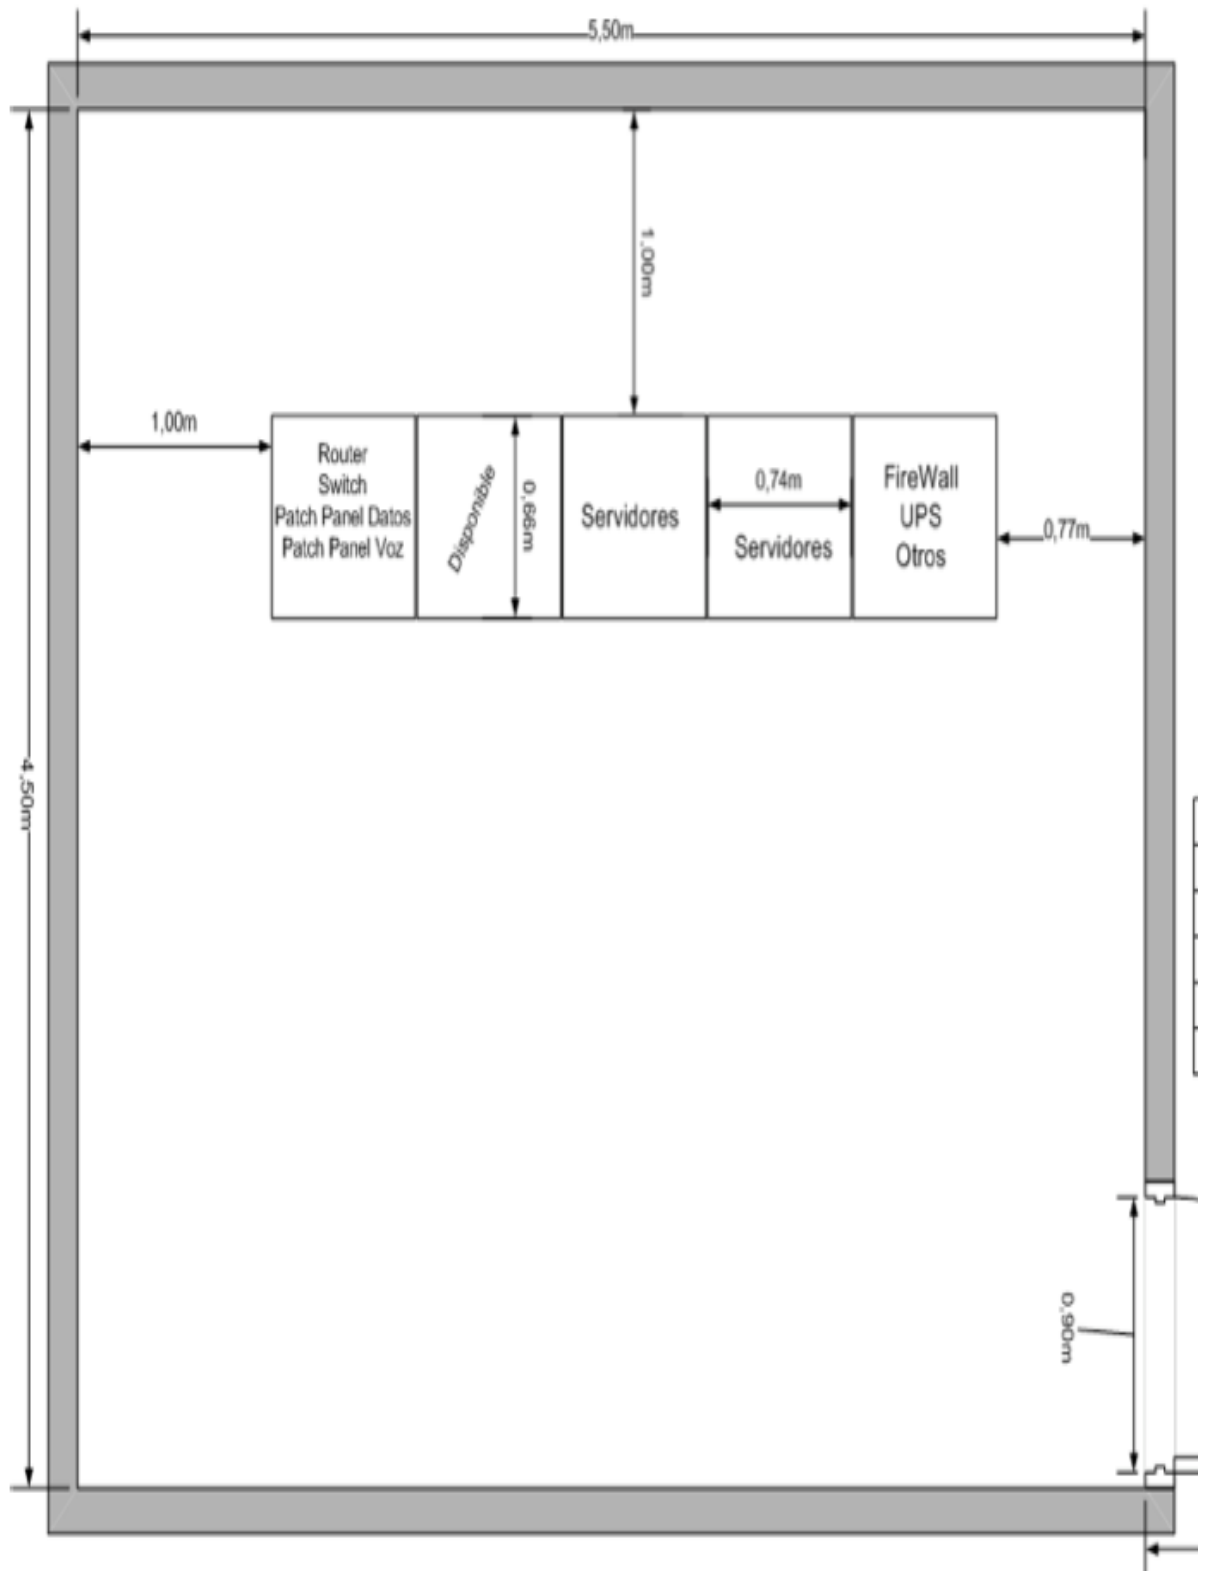 5,50m
1,00m
1,00m
Router
Switch
Patch Panel Datos
Patch Panel Voz
Disponible
0,66m
Servidores
0,74m
Servidores
FireWall
UPS
Otros
0,77m
4,50m
0,90m